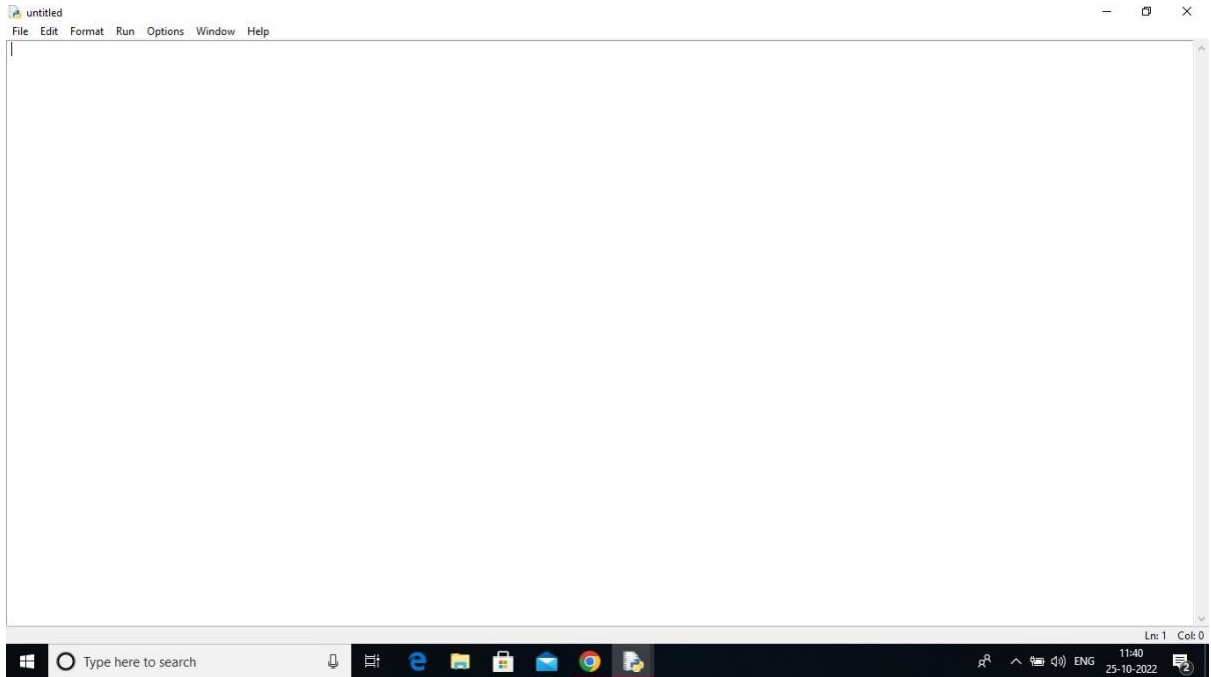 untitled
File Edit Format Run Options Window Help
Ln: 1 Col: 0
Type here to search
ENG
11:40
25-10-2022
2